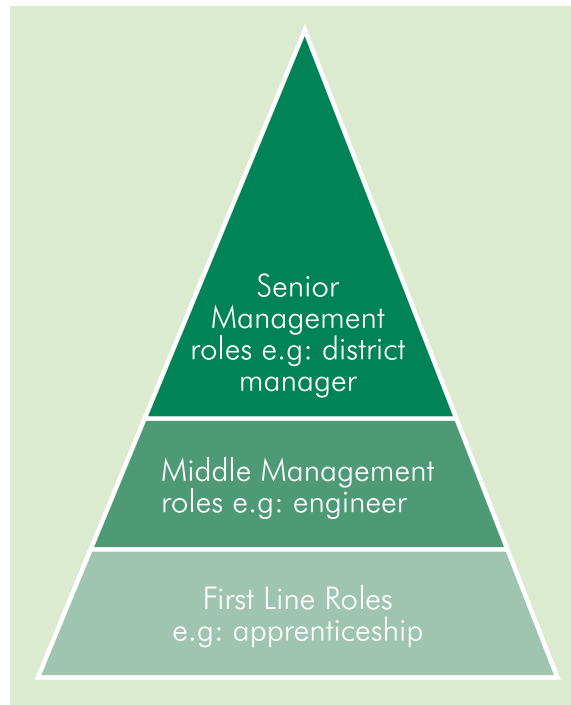 Senior
Management
roles e.g: district
manager
Middle Management
roles e.g: engineer
First Line Roles
e.g: apprenticeship